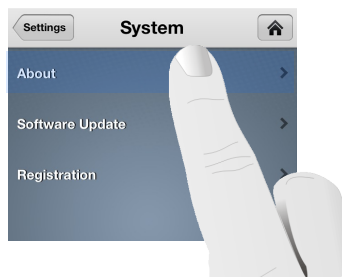 Settings
System
About
Software Update
Registration